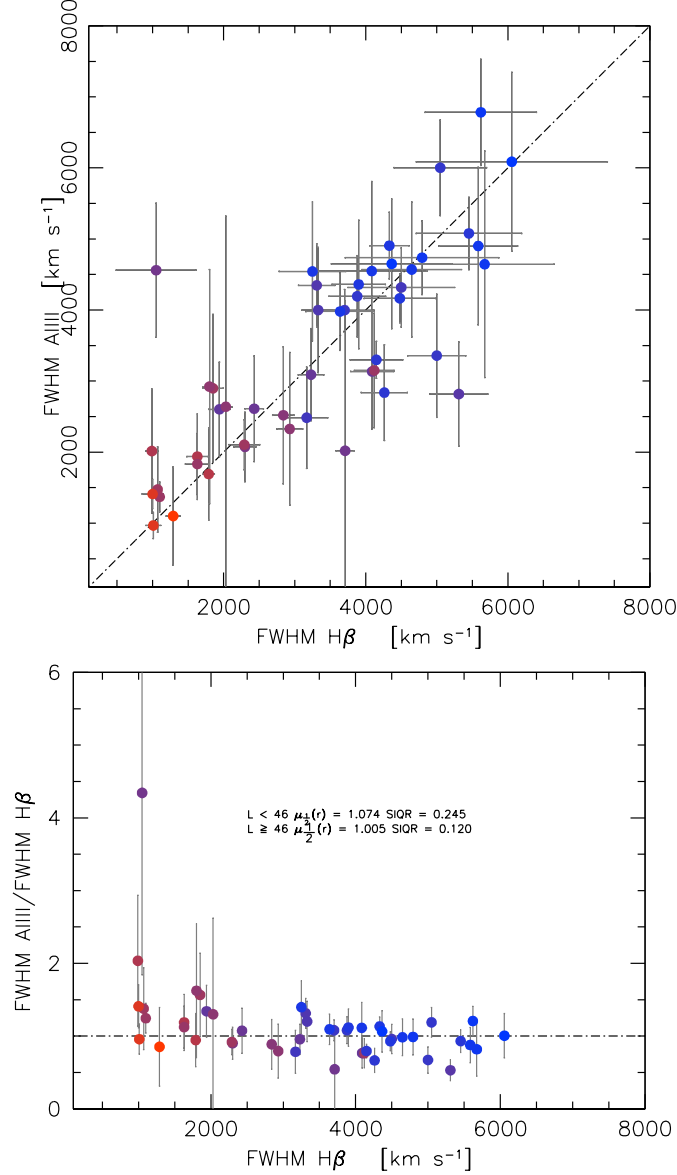 8000
6000
4000
2000
FWHM AlIII [km s⁻¹]
2000 4000 6000 8000
FWHM Hβ [km s⁻¹]
6
4
2
0
FWHM AlIII/FWHM Hβ
L < 46 μ½(r) = 1.074 SIQR = 0.245
L ≥ 46 μ½(r) = 1.005 SIQR = 0.120
2000 4000 6000 8000
FWHM Hβ [km s⁻¹]